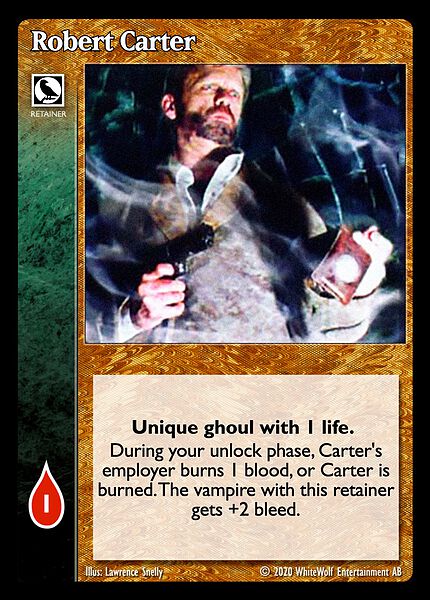 Robert Carter
RETAINER
Unique ghoul with 1 life.
During your unlock phase, Carter's
employer burns 1 blood, or Carter is
burned. The vampire with this retainer
gets +2 bleed.
1
Illus: Lawrence Snelly
© 2020 WhiteWolf Entertainment AB